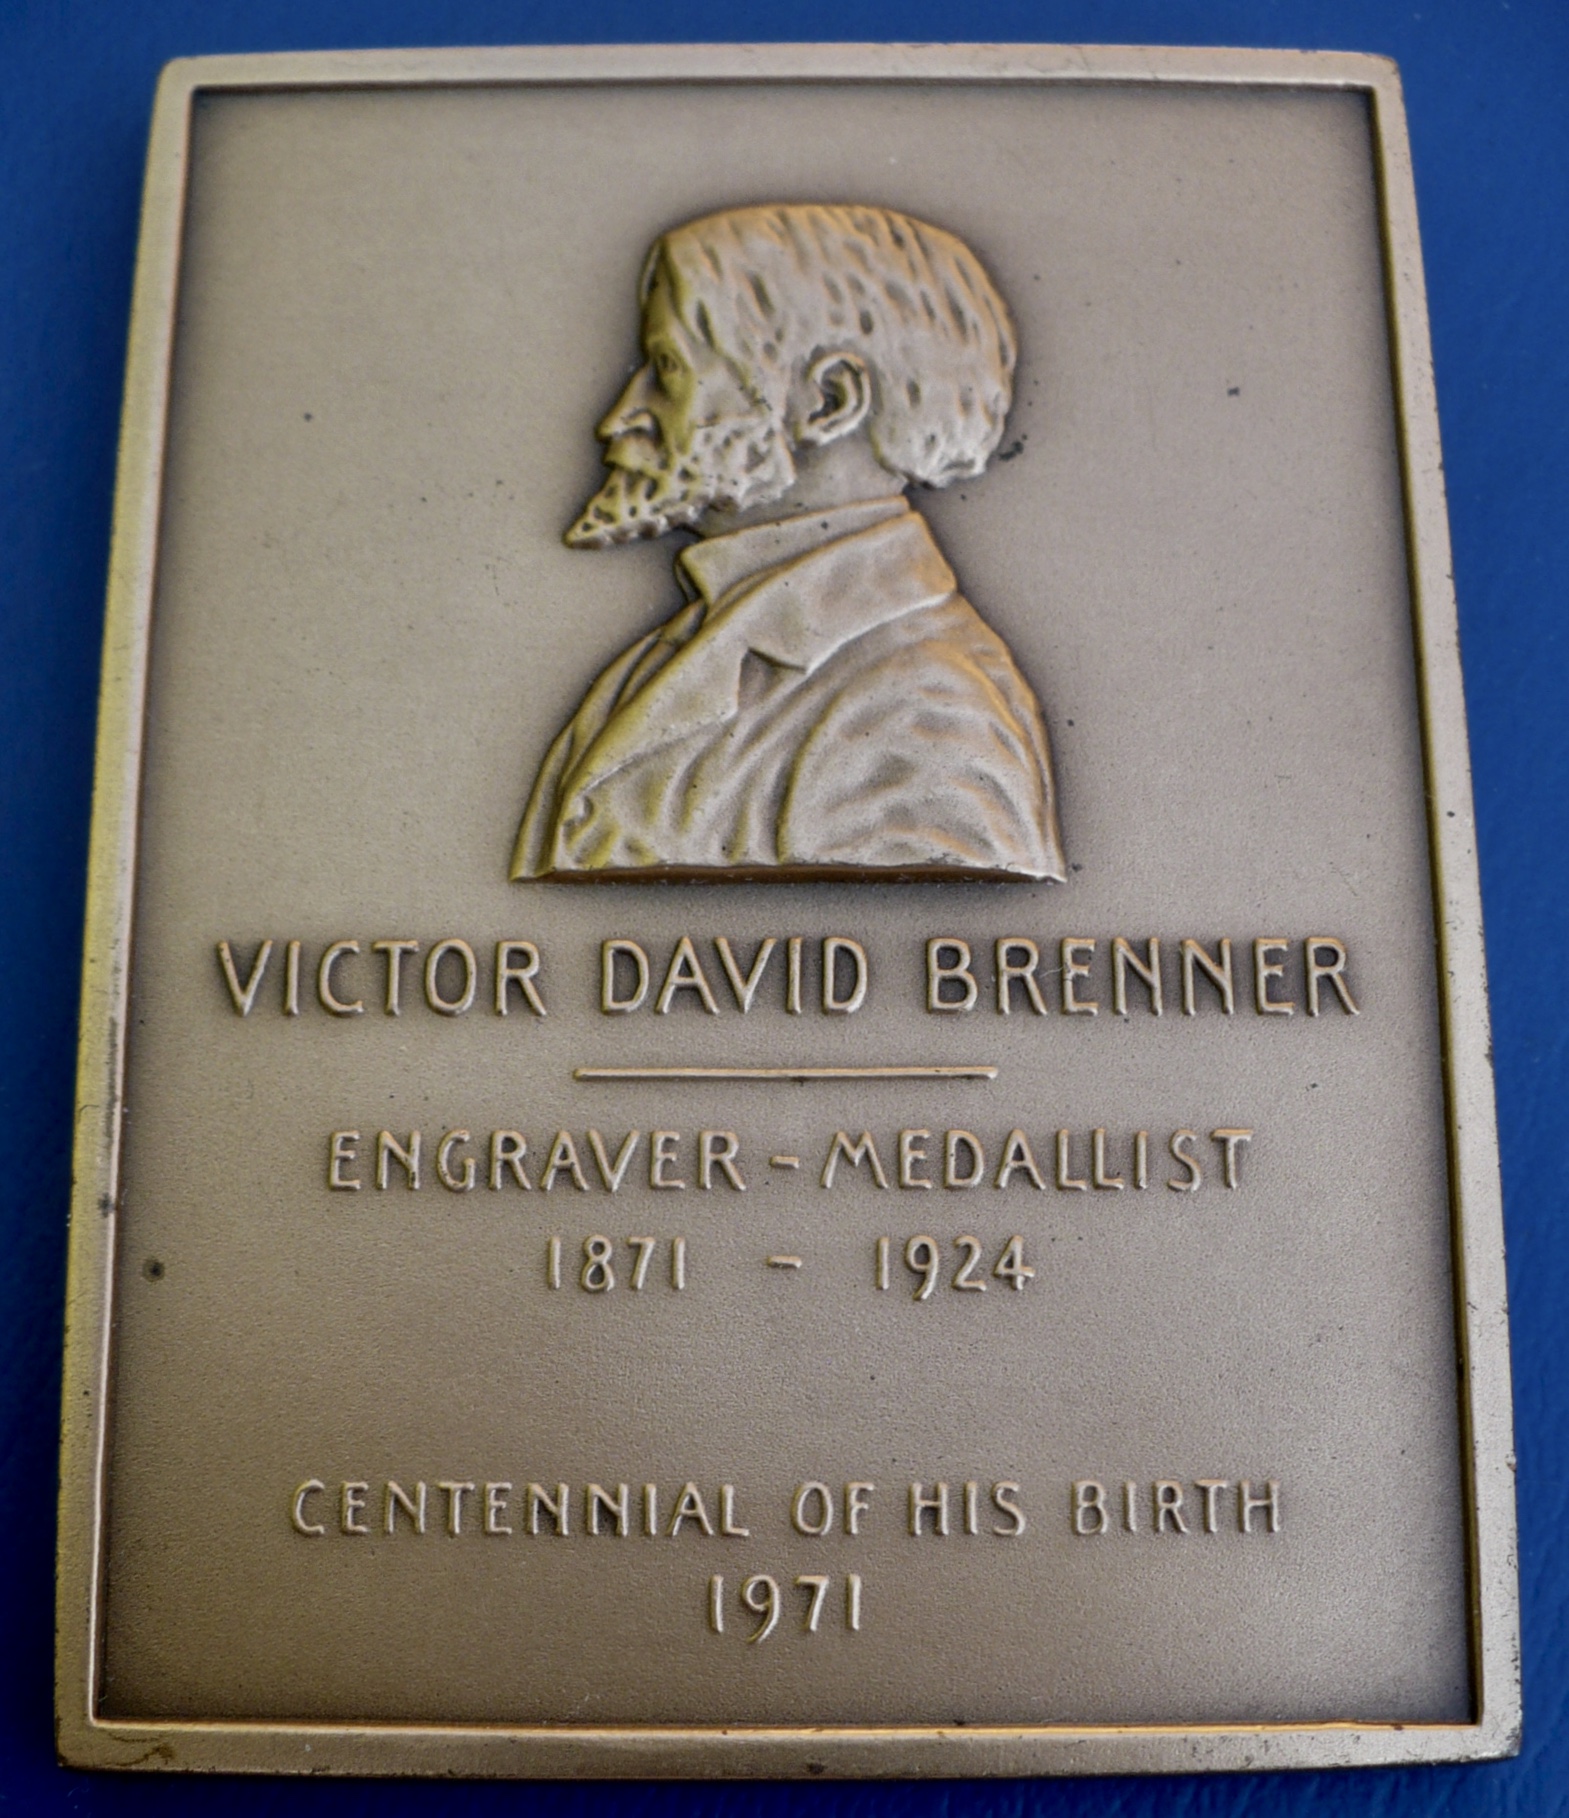 VICTOR DAVID BRENNER
ENGRAVER - MEDALLIST
1871 - 1924
CENTENNIAL OF HIS BIRTH
1971